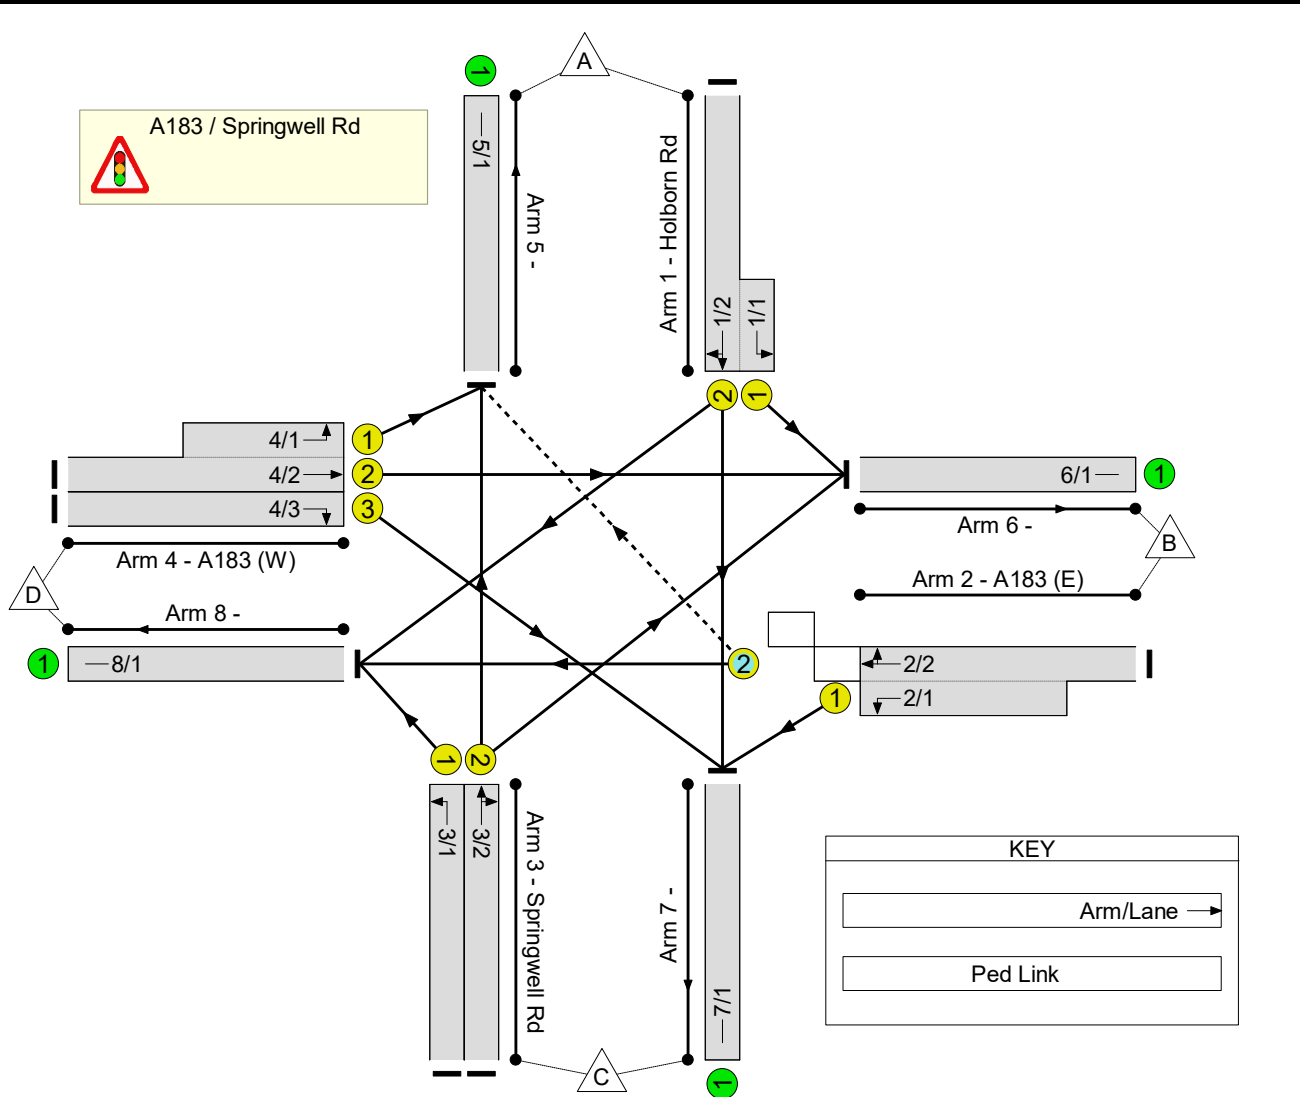 A
1
A183 / Springwell Rd
5/1
Arm 5 -
Arm 1 - Holborn Rd
1/2
1/1
2
1
4/1
1
4/2
2
4/3
3
6/1
1
Arm 6 -
B
Arm 4 - A183 (W)
Arm 2 - A183 (E)
D
Arm 8 -
1
8/1
2
2/2
1
2/1
1
2
3/1
3/2
Arm 3 - Springwell Rd
Arm 7 -
7/1
KEY
Arm/Lane
Ped Link
C
1